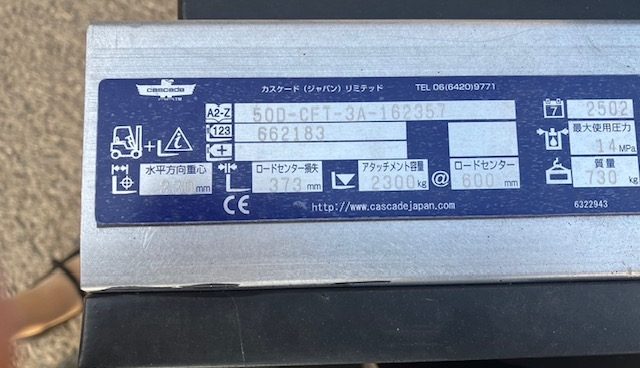 cascade
TM
カスケード (ジャパン) リミテッド TEL 06(6420)9771
A2-Z 50D-CFT-3A-162357
7 2502
123 662183
最大使用圧力
14 MPa
水平方向重心 mm
ロードセンター損失 373 mm
アタッチメント容量 2300 kg
@ ロードセンター 600 mm
質量 730 kg
CE http://www.cascadejapan.com 6322943